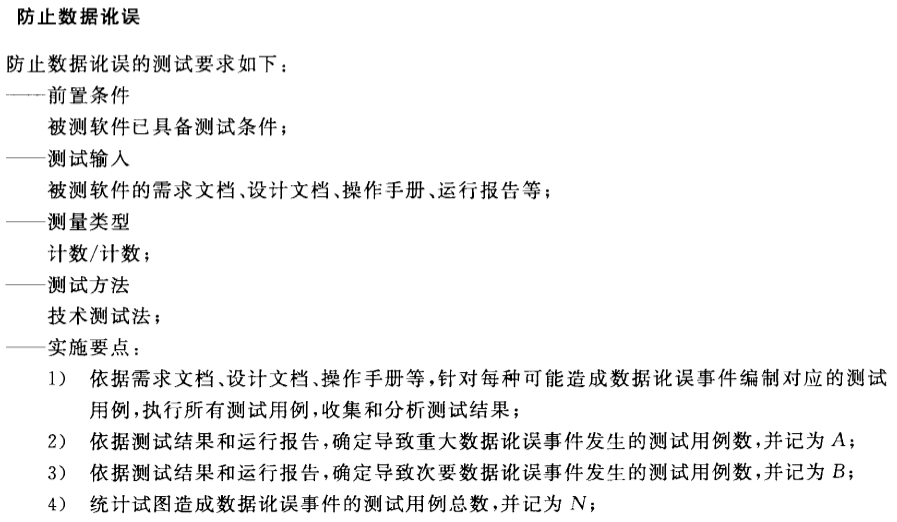 防止数据讹误
防止数据讹误的测试要求如下：
——前置条件
被测软件已具备测试条件；
——测试输入
被测软件的需求文档、设计文档、操作手册、运行报告等；
——测量类型
计数/计数；
——测试方法
技术测试法；
——实施要点：
1） 依据需求文档、设计文档、操作手册等,针对每种可能造成数据讹误事件编制对应的测试
用例,执行所有测试用例,收集和分析测试结果；
2） 依据测试结果和运行报告,确定导致重大数据讹误事件发生的测试用例数,并记为 A；
3） 依据测试结果和运行报告,确定导致次要数据讹误事件发生的测试用例数,并记为 B；
4） 统计试图造成数据讹误事件的测试用例总数,并记为 N；